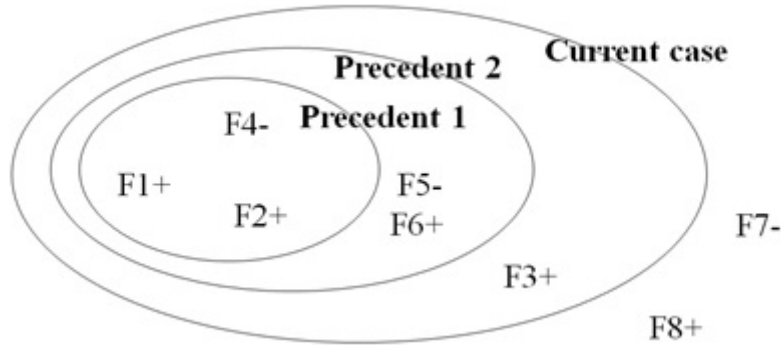 Current case
Precedent 2
Precedent 1
F4-
F1+
F5-
F2+
F6+
F7-
F3+
F8+